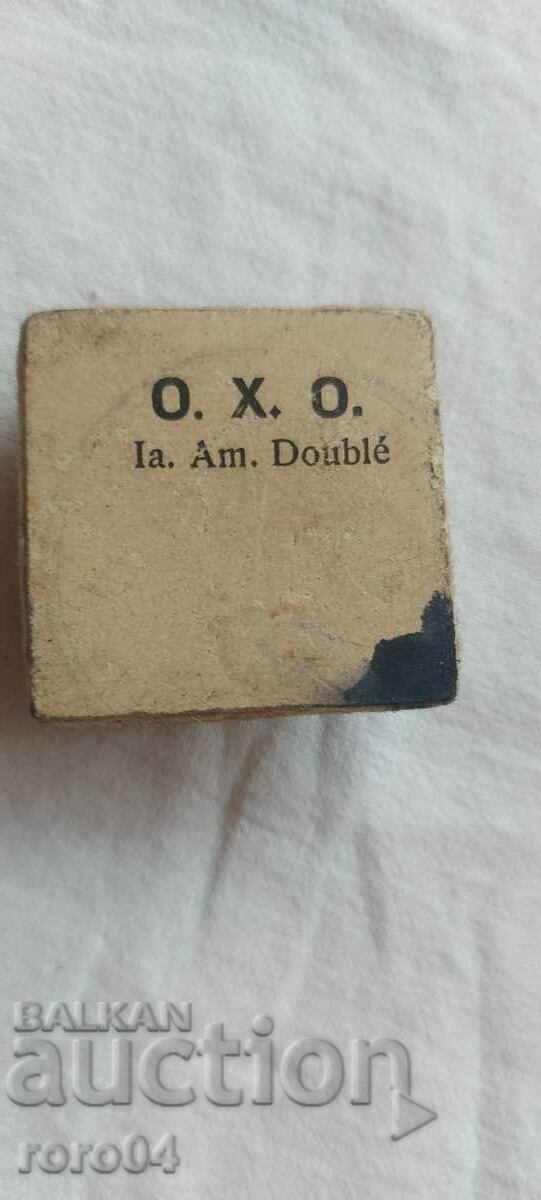 O. X. O.
Ia. Am. Doublé
BALKAN
auction
roro04